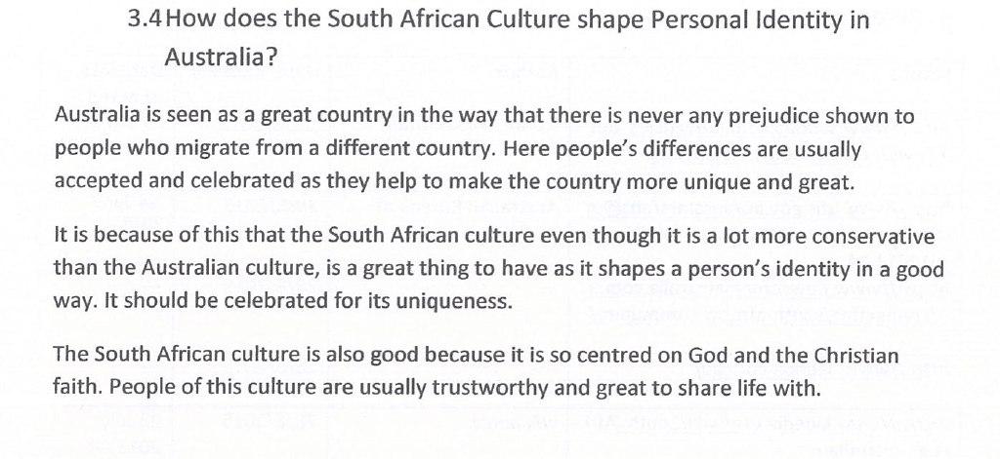 3.4 How does the South African Culture shape Personal Identity in
Australia?
Australia is seen as a great country in the way that there is never any prejudice shown to
people who migrate from a different country. Here people's differences are usually
accepted and celebrated as they help to make the country more unique and great.
It is because of this that the South African culture even though it is a lot more conservative
than the Australian culture, is a great thing to have as it shapes a person's identity in a good
way. It should be celebrated for its uniqueness.
The South African culture is also good because it is so centred on God and the Christian
faith. People of this culture are usually trustworthy and great to share life with.